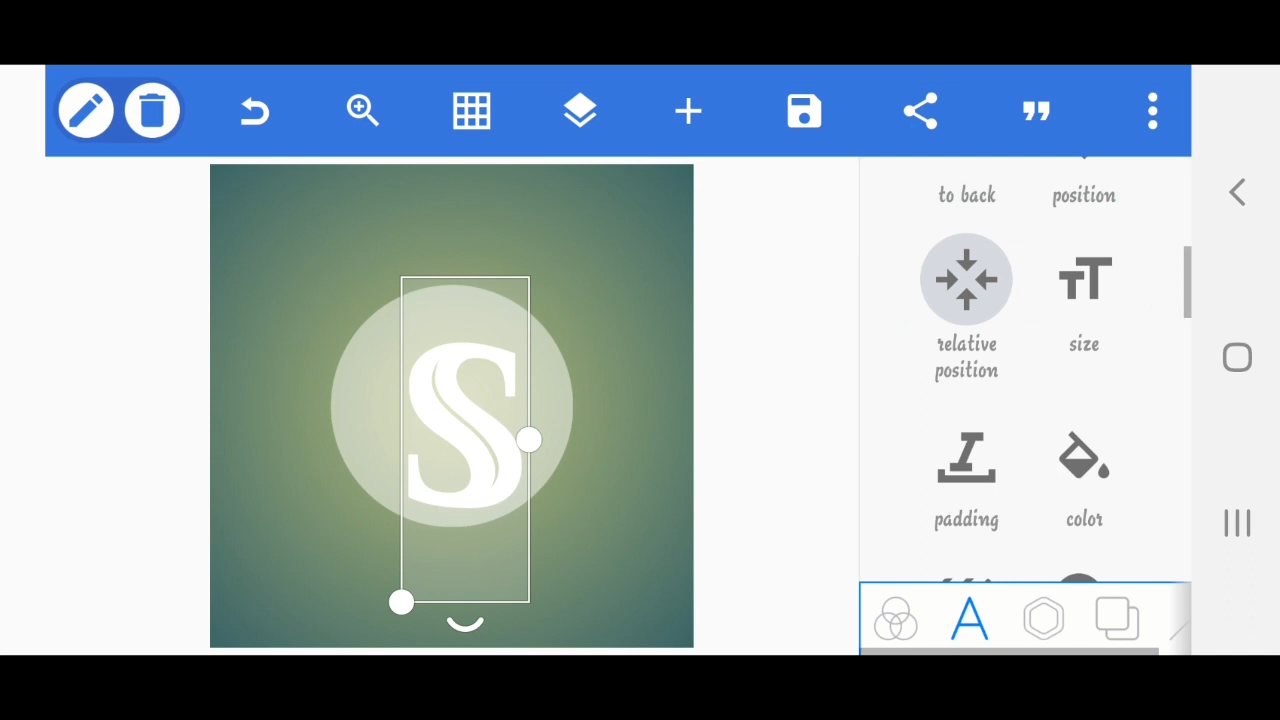 to back position
relative position
size
S
padding
color